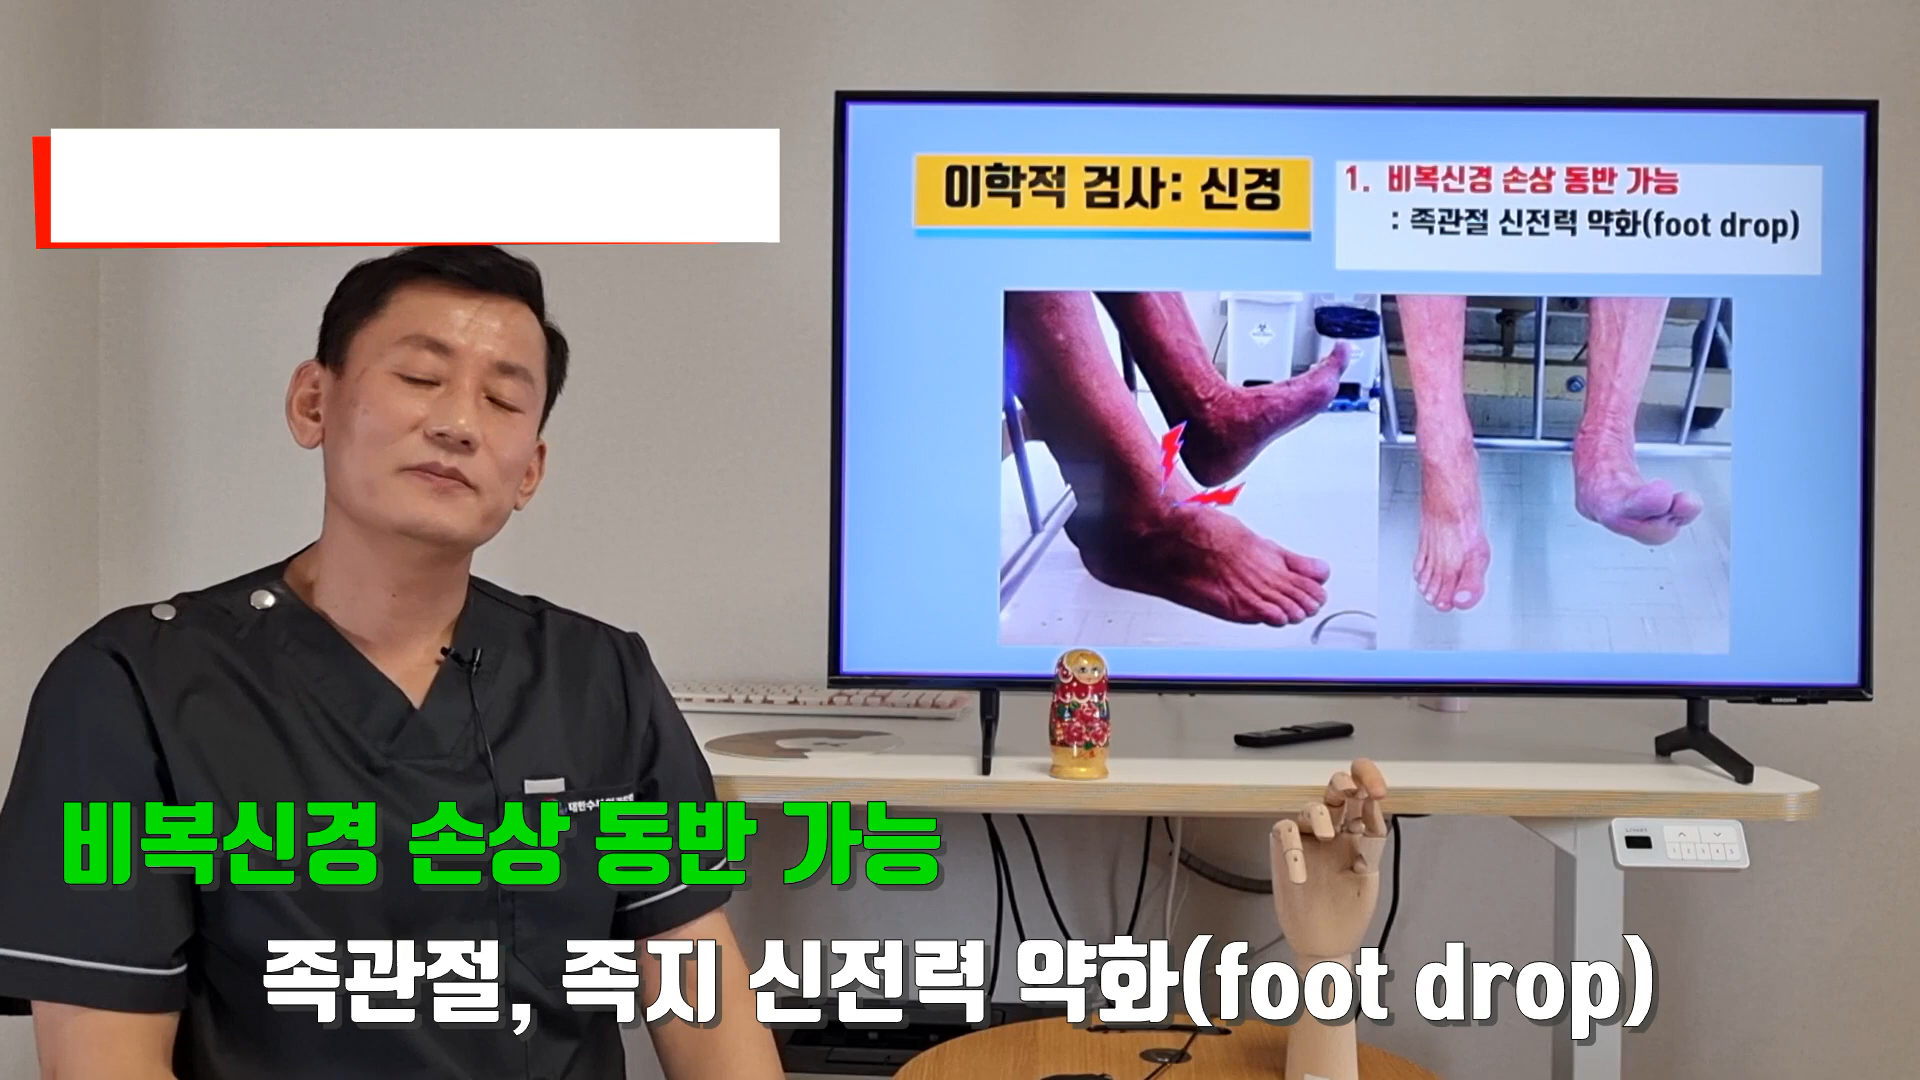 이학적 검사: 신경
1. 비복신경 손상 동반 가능
: 족관절 신전력 약화(foot drop)
SAMSUNG
비복신경 손상 동반 가능
족관절, 족지 신전력 약화(foot drop)